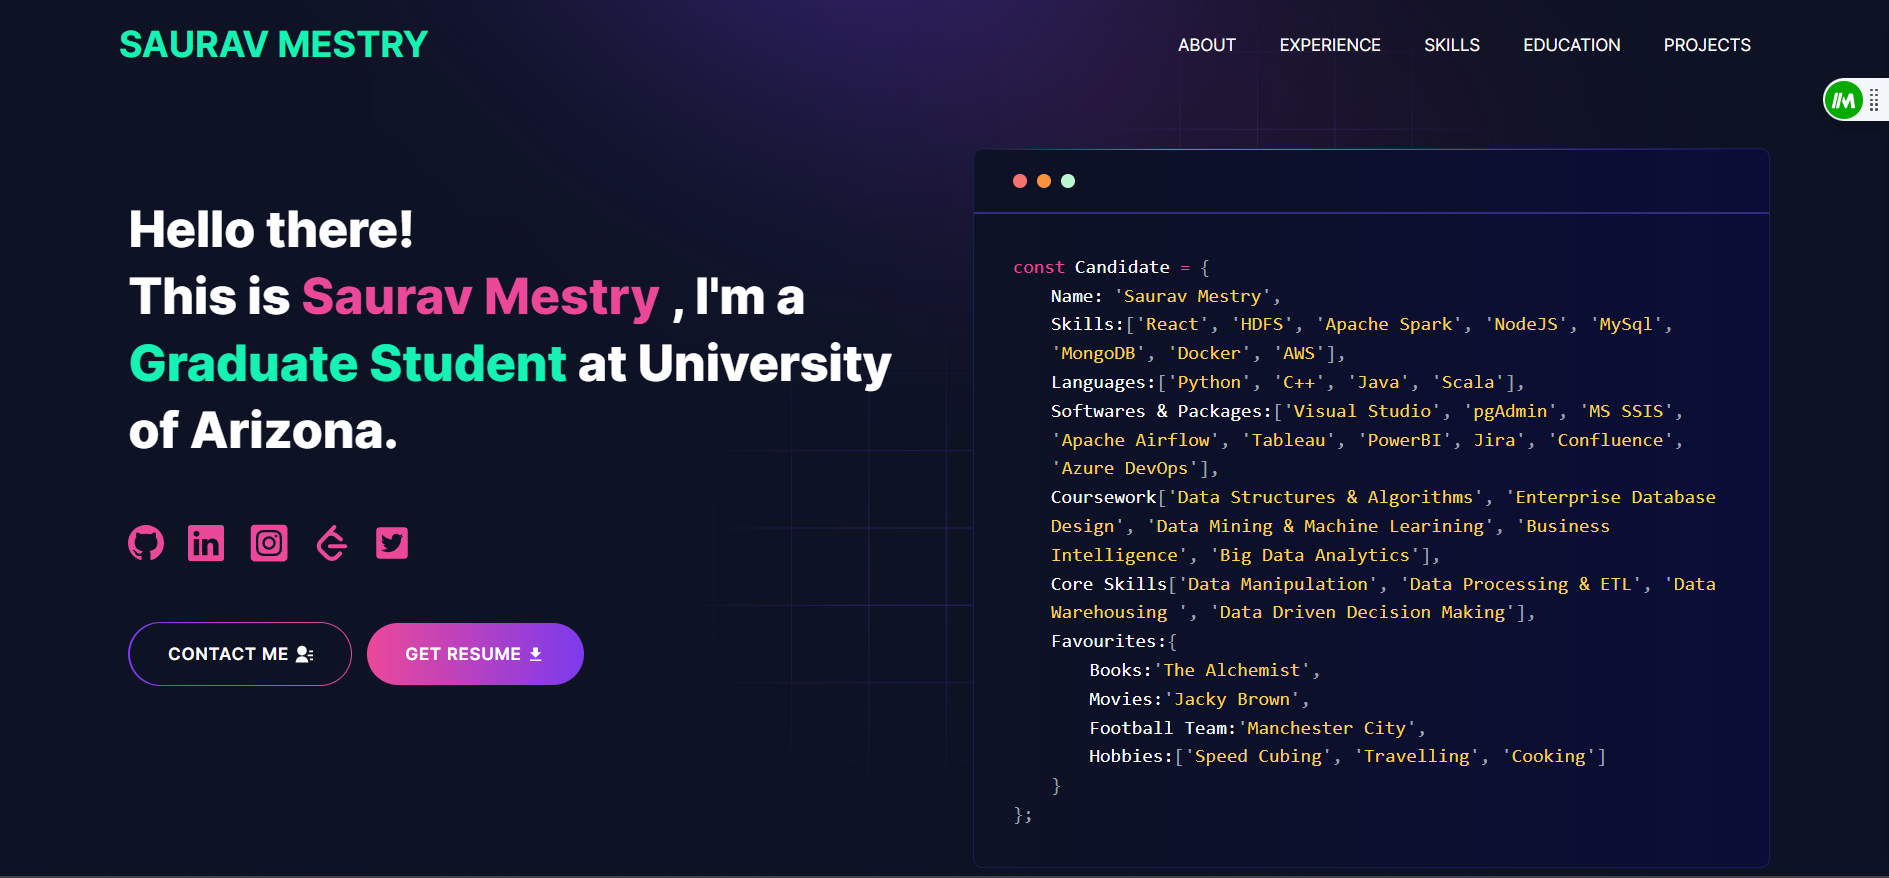 SAURAV MESTRY
ABOUT
EXPERIENCE
SKILLS
EDUCATION
PROJECTS
Hello there!
This is Saurav Mestry , I'm a
Graduate Student at University
of Arizona.
CONTACT ME
GET RESUME
const Candidate = {
Name: 'Saurav Mestry',
Skills:['React', 'HDFS', 'Apache Spark', 'NodeJS', 'MySql',
'MongoDB', 'Docker', 'AWS'],
Languages:['Python', 'C++', 'Java', 'Scala'],
Softwares & Packages:['Visual Studio', 'pgAdmin', 'MS SSIS',
'Apache Airflow', 'Tableau', 'PowerBI', Jira', 'Confluence',
'Azure DevOps'],
Coursework['Data Structures & Algorithms', 'Enterprise Database
Design', 'Data Mining & Machine Learining', 'Business
Intelligence', 'Big Data Analytics'],
Core Skills['Data Manipulation', 'Data Processing & ETL', 'Data
Warehousing ', 'Data Driven Decision Making'],
Favourites:{
Books:'The Alchemist',
Movies:'Jacky Brown',
Football Team:'Manchester City',
Hobbies:['Speed Cubing', 'Travelling', 'Cooking']
}
};